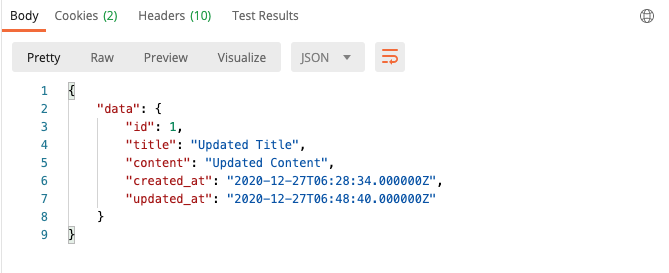 Body Cookies (2) Headers (10) Test Results
Pretty Raw Preview Visualize JSON
1 {
2 "data": {
3 "id": 1,
4 "title": "Updated Title",
5 "content": "Updated Content",
6 "created_at": "2020-12-27T06:28:34.000000Z",
7 "updated_at": "2020-12-27T06:48:40.000000Z"
8 }
9 }